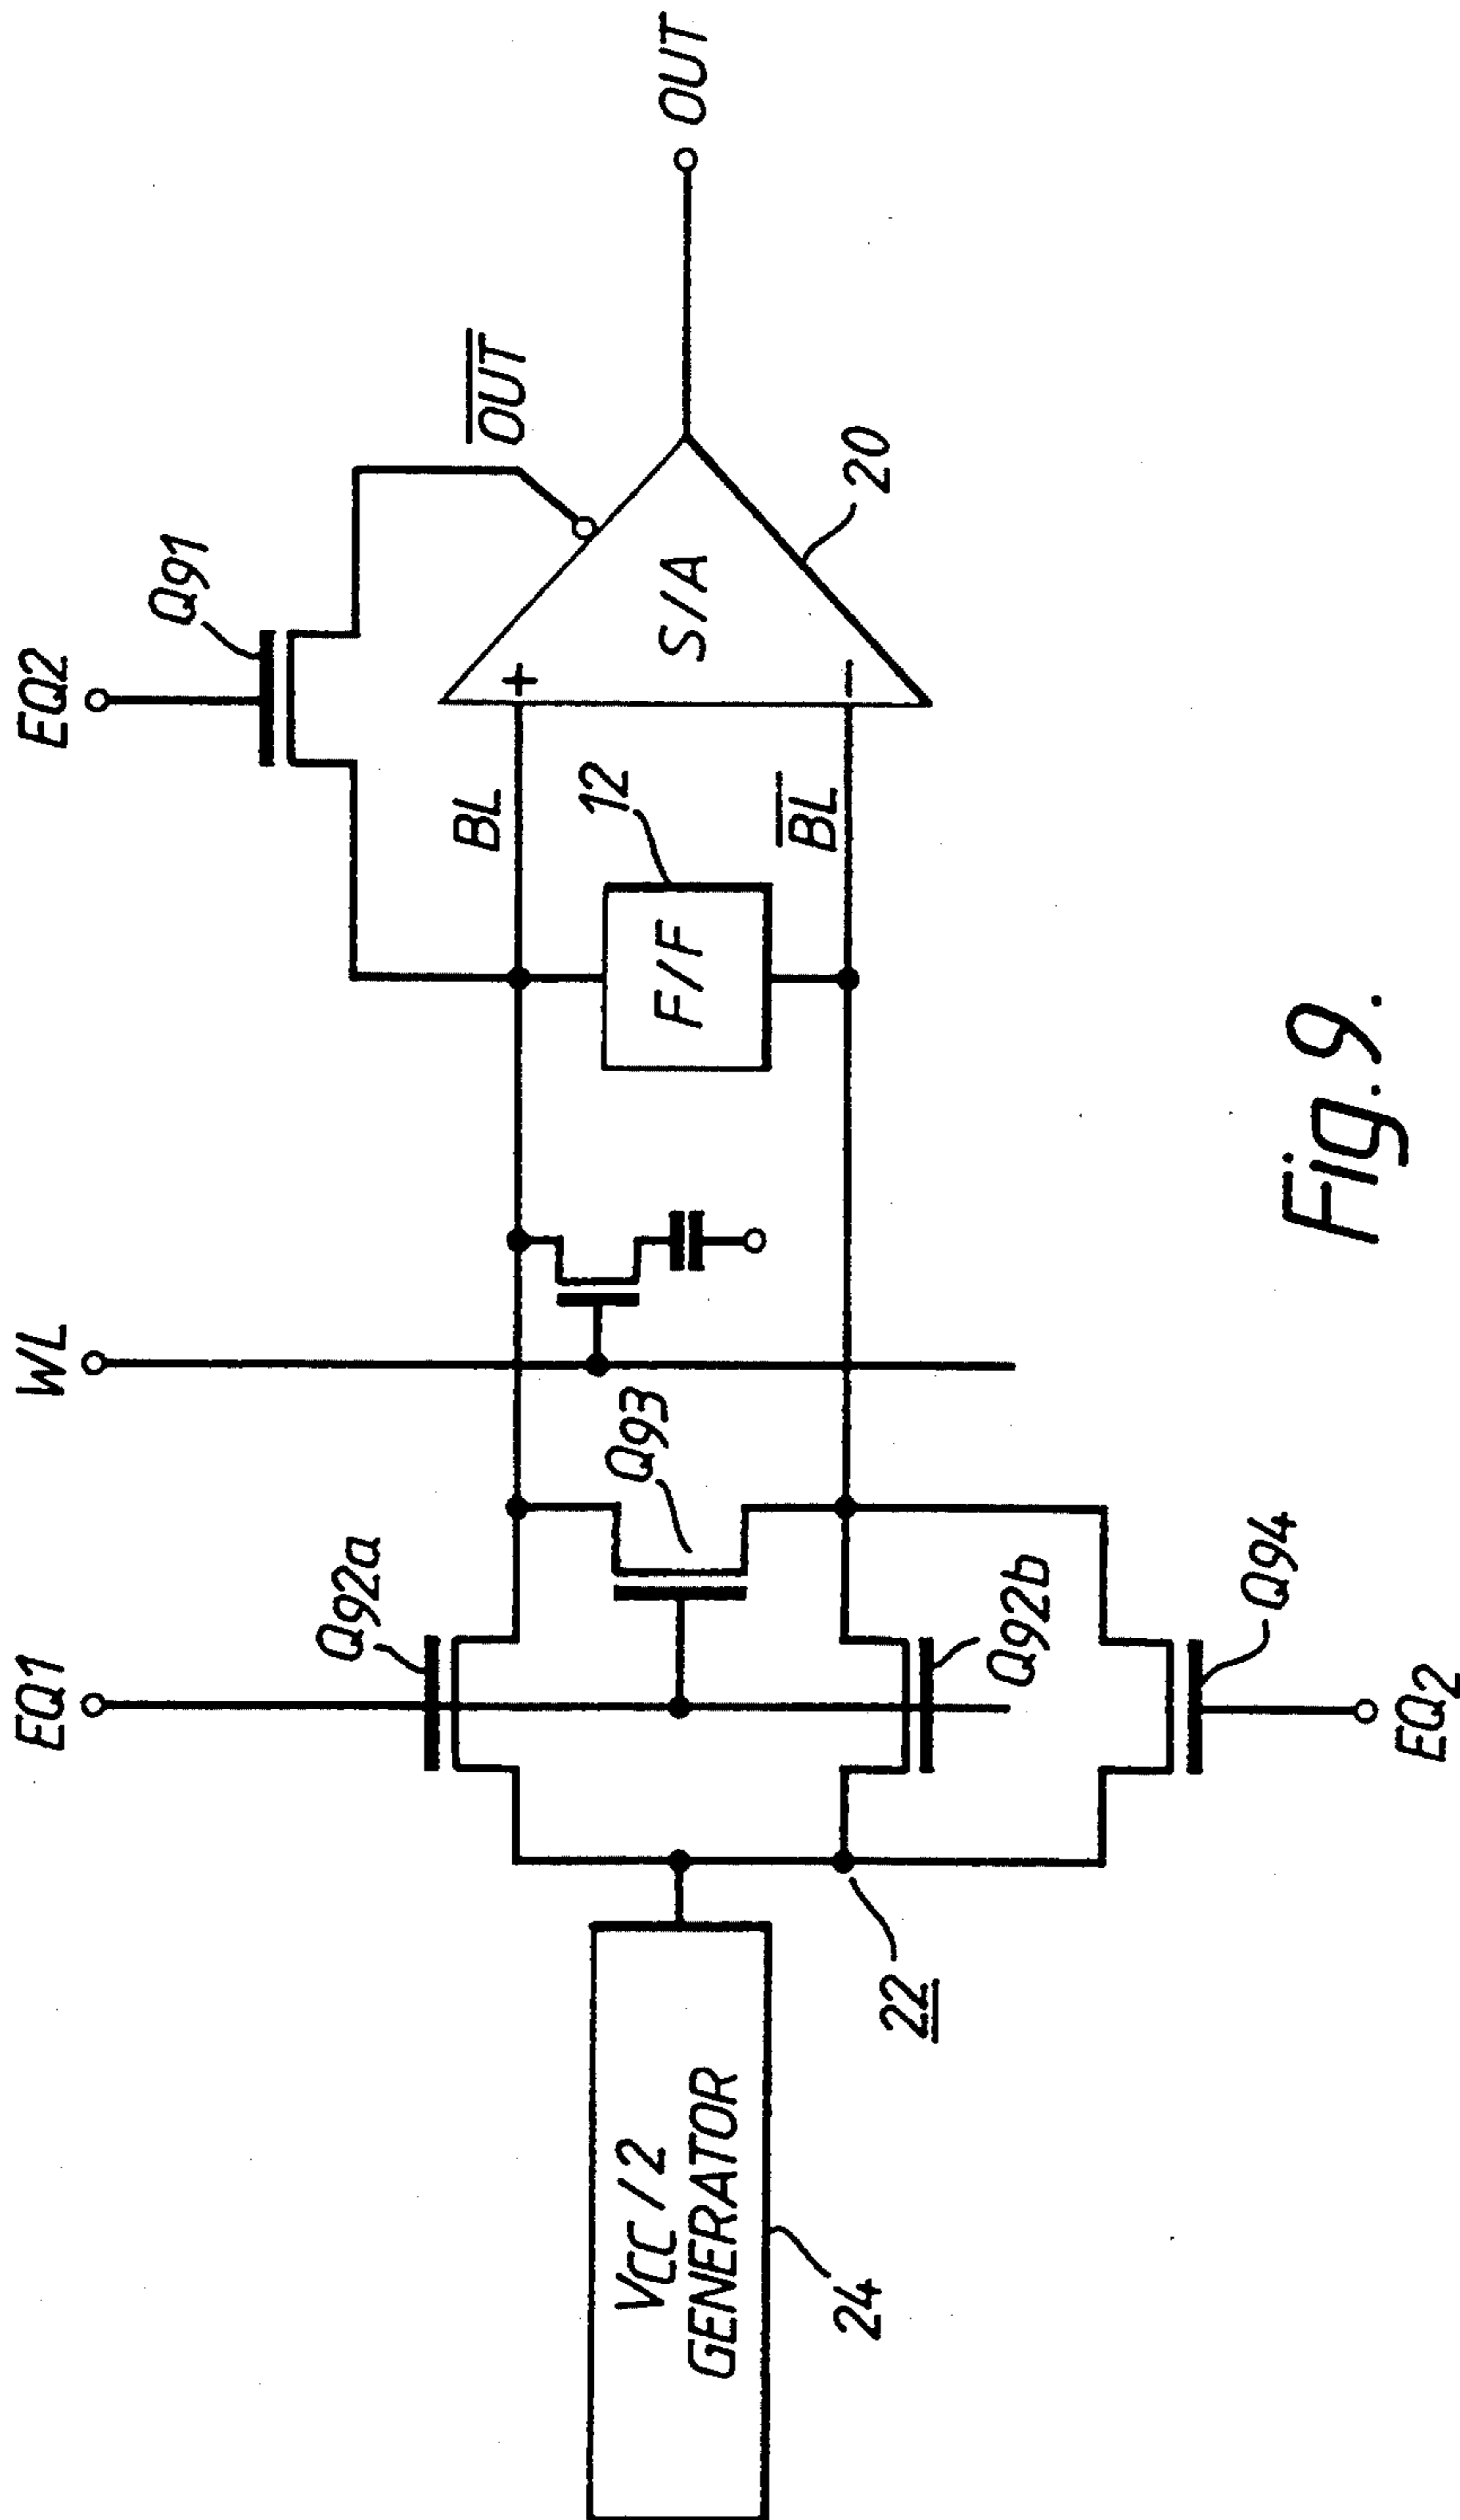 EQ1
WL
EQ2
Q92a
Q91
OUT
BL
Q93
12
VCC/2
GENERATOR
F/F
S/A
+
–
OUT
BL
20
24
22
Q92b
Q94
EQ2
Fig. 9.